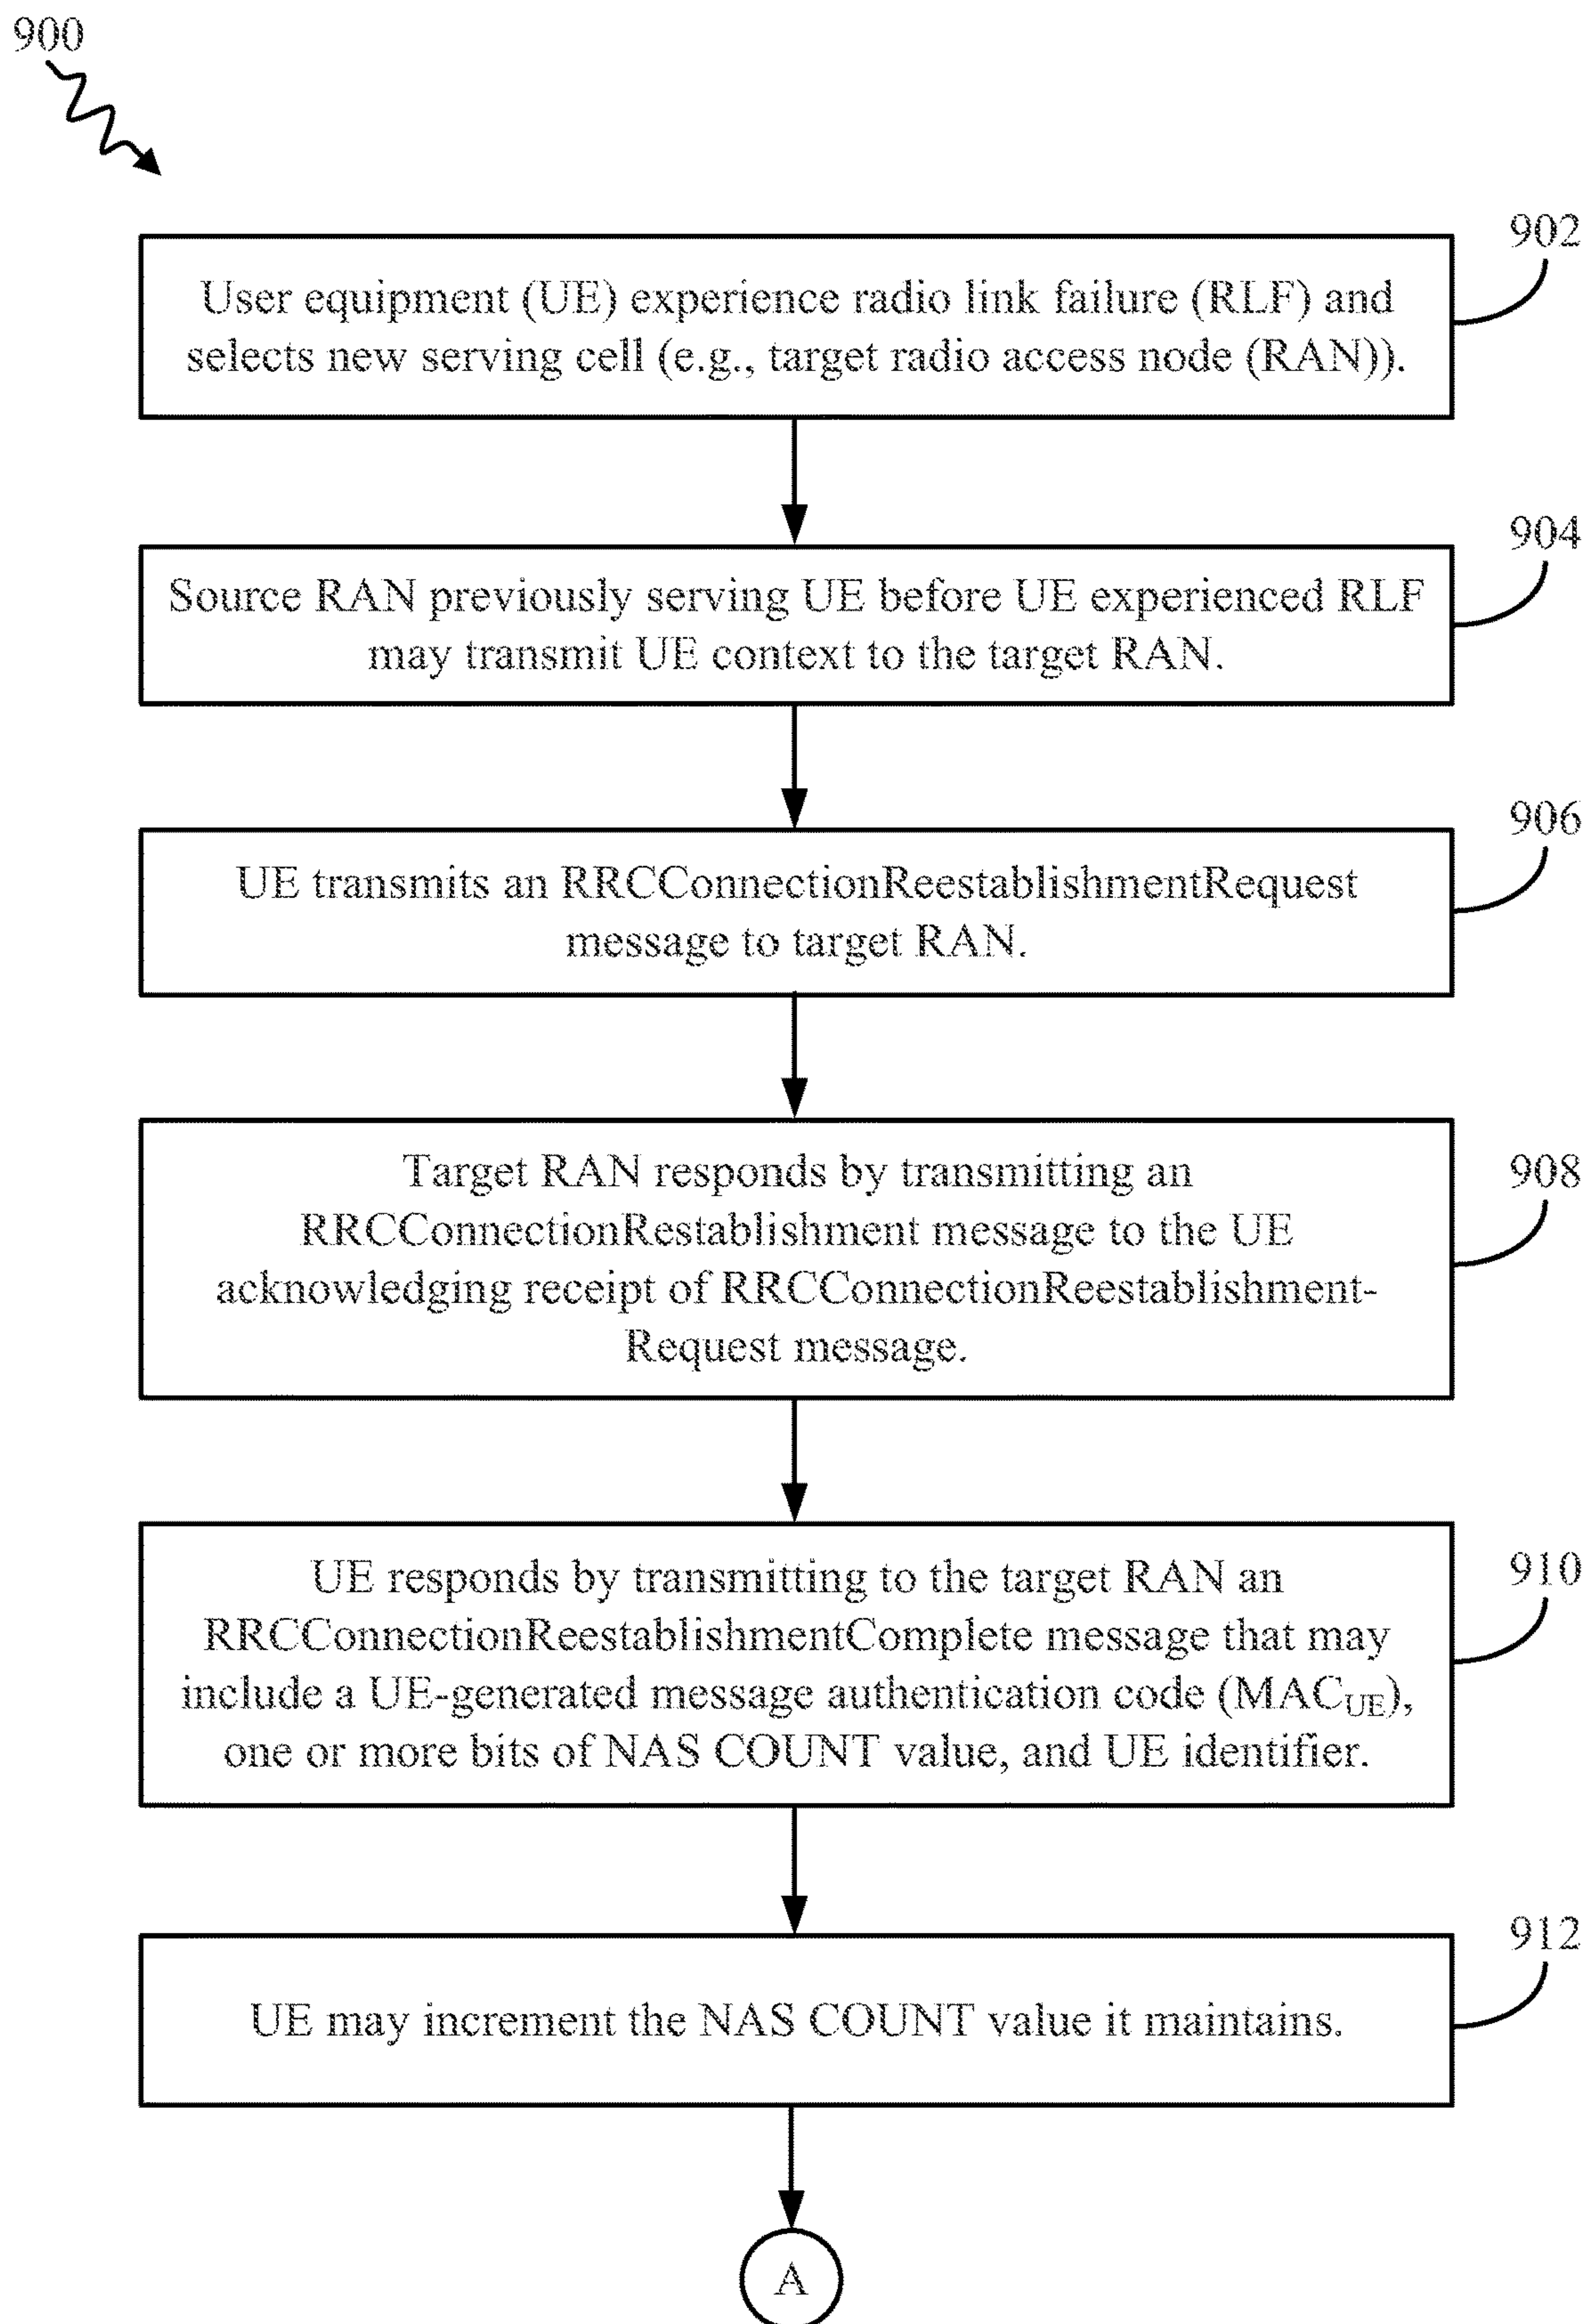 900
902
User equipment (UE) experience radio link failure (RLF) and
selects new serving cell (e.g., target radio access node (RAN)).
904
Source RAN previously serving UE before UE experienced RLF
may transmit UE context to the target RAN.
906
UE transmits an RRCConnectionReestablishmentRequest
message to target RAN.
908
Target RAN responds by transmitting an
RRCConnectionRestablishment message to the UE
acknowledging receipt of RRCConnectionReestablishment-
Request message.
910
UE responds by transmitting to the target RAN an
RRCConnectionReestablishmentComplete message that may
include a UE-generated message authentication code (MACUE),
one or more bits of NAS COUNT value, and UE identifier.
912
UE may increment the NAS COUNT value it maintains.
A